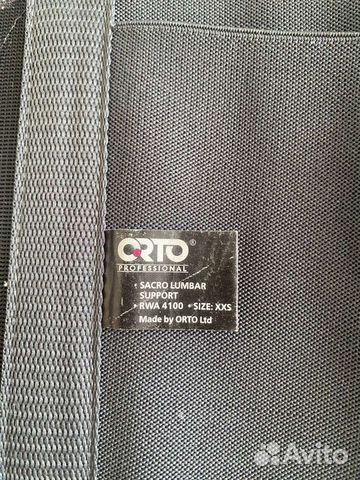 ORTO®
PROFESSIONAL
• SACRO LUMBAR
SUPPORT
• RWA 4100 • SIZE: XXS
Made by ORTO Ltd
Avito